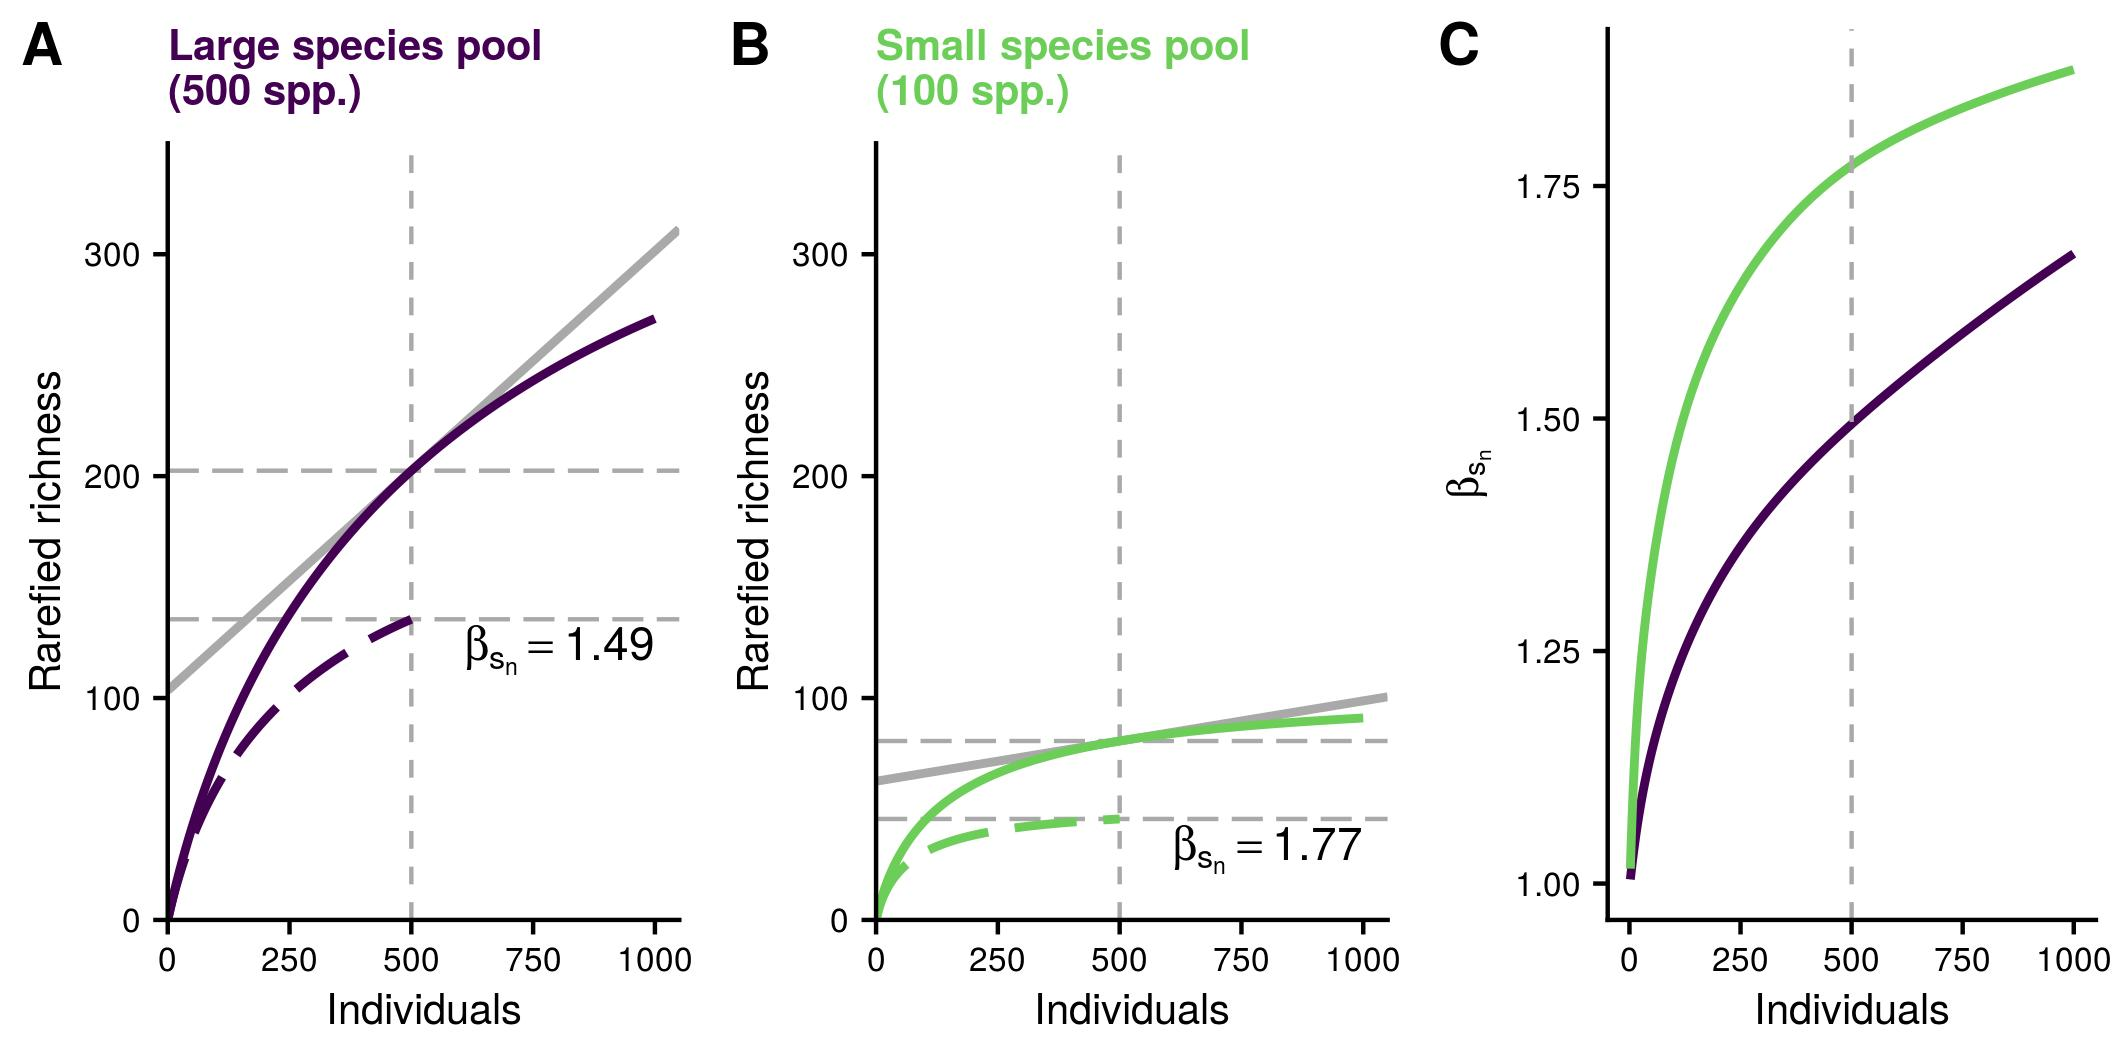 A
Large species pool
(500 spp.)
Rarefied richness
300
200
100
0
βsn = 1.49
0 250 500 750 1000
Individuals
B
Small species pool
(100 spp.)
Rarefied richness
300
200
100
0
βsn = 1.77
0 250 500 750 1000
Individuals
C
βsn
1.75
1.50
1.25
1.00
0 250 500 750 1000
Individuals